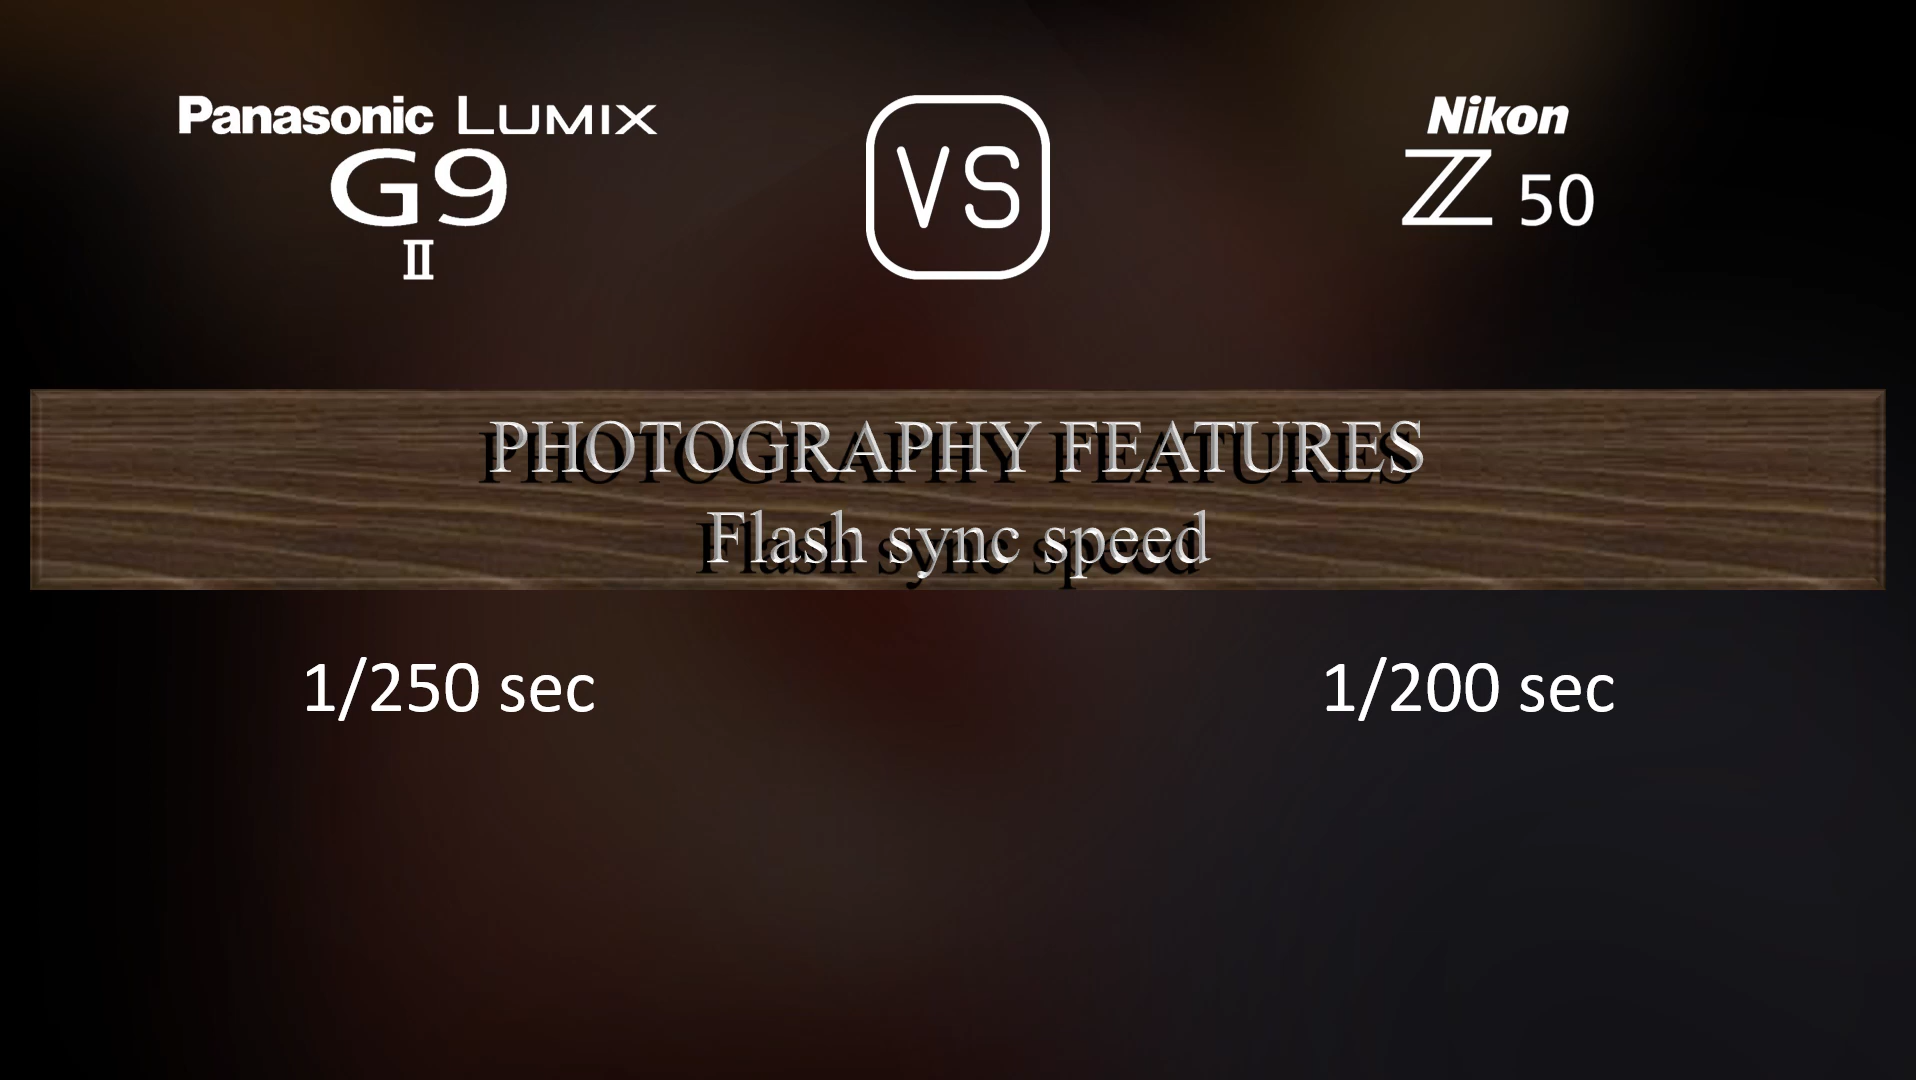 Panasonic LUMIX
G9
II
VS
Nikon
Z 50
PHOTOGRAPHY FEATURES
Flash sync speed
1/250 sec
1/200 sec